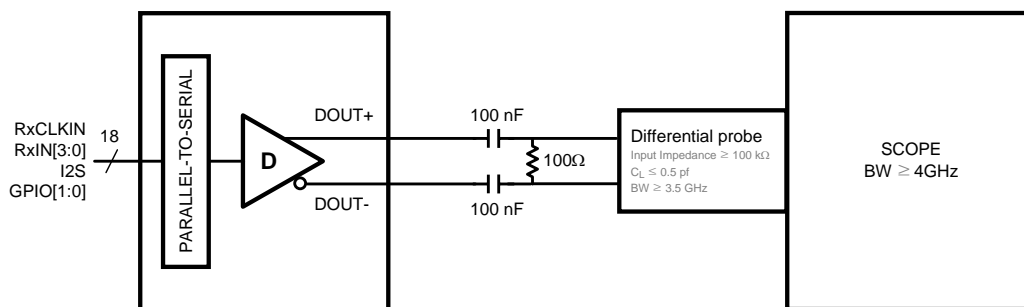 RxCLKIN
RxIN[3:0]
I2S
GPIO[1:0]
18
PARALLEL-TO-SERIAL
D
DOUT+
DOUT-
100 nF
100Ω
100 nF
Differential probe
Input Impedance ≥ 100 kΩ
CL ≤ 0.5 pf
BW ≥ 3.5 GHz
SCOPE
BW ≥ 4GHz